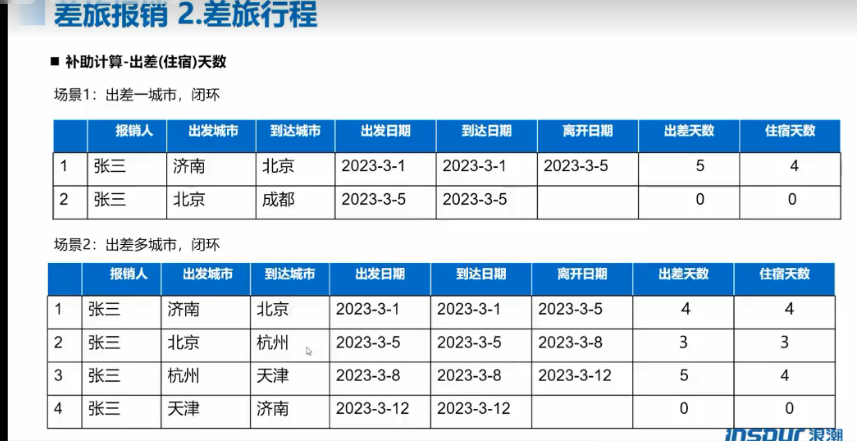 差旅报销 2.差旅行程
■ 补助计算-出差(住宿)天数
场景1：出差一城市，闭环
报销人 出发城市 到达城市 出发日期 到达日期 离开日期 出差天数 住宿天数
1 张三 济南 北京 2023-3-1 2023-3-1 2023-3-5 5 4
2 张三 北京 成都 2023-3-5 2023-3-5 0 0
场景2：出差多城市，闭环
报销人 出发城市 到达城市 出发日期 到达日期 离开日期 出差天数 住宿天数
1 张三 济南 北京 2023-3-1 2023-3-1 2023-3-5 4 4
2 张三 北京 杭州 2023-3-5 2023-3-5 2023-3-8 3 3
3 张三 杭州 天津 2023-3-8 2023-3-8 2023-3-12 5 4
4 张三 天津 济南 2023-3-12 2023-3-12 0 0
inspur 浪潮